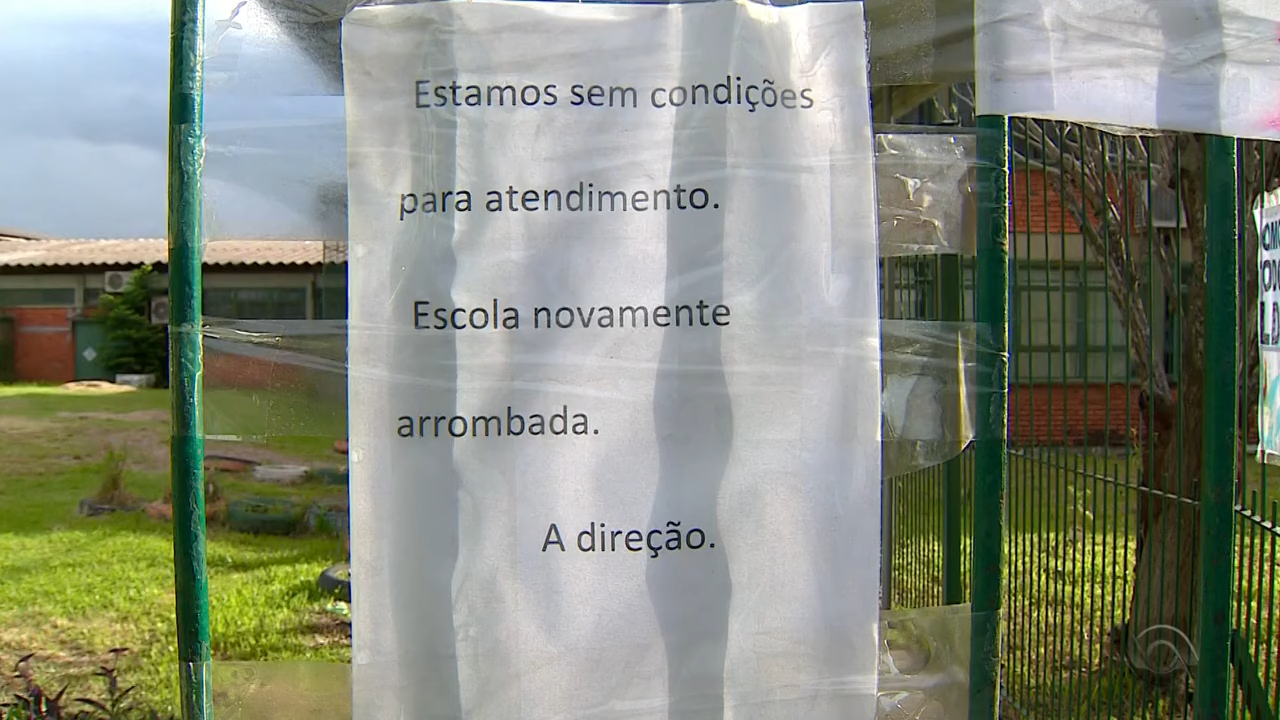 Estamos sem condições
para atendimento.
Escola novamente
arrombada.
A direção.